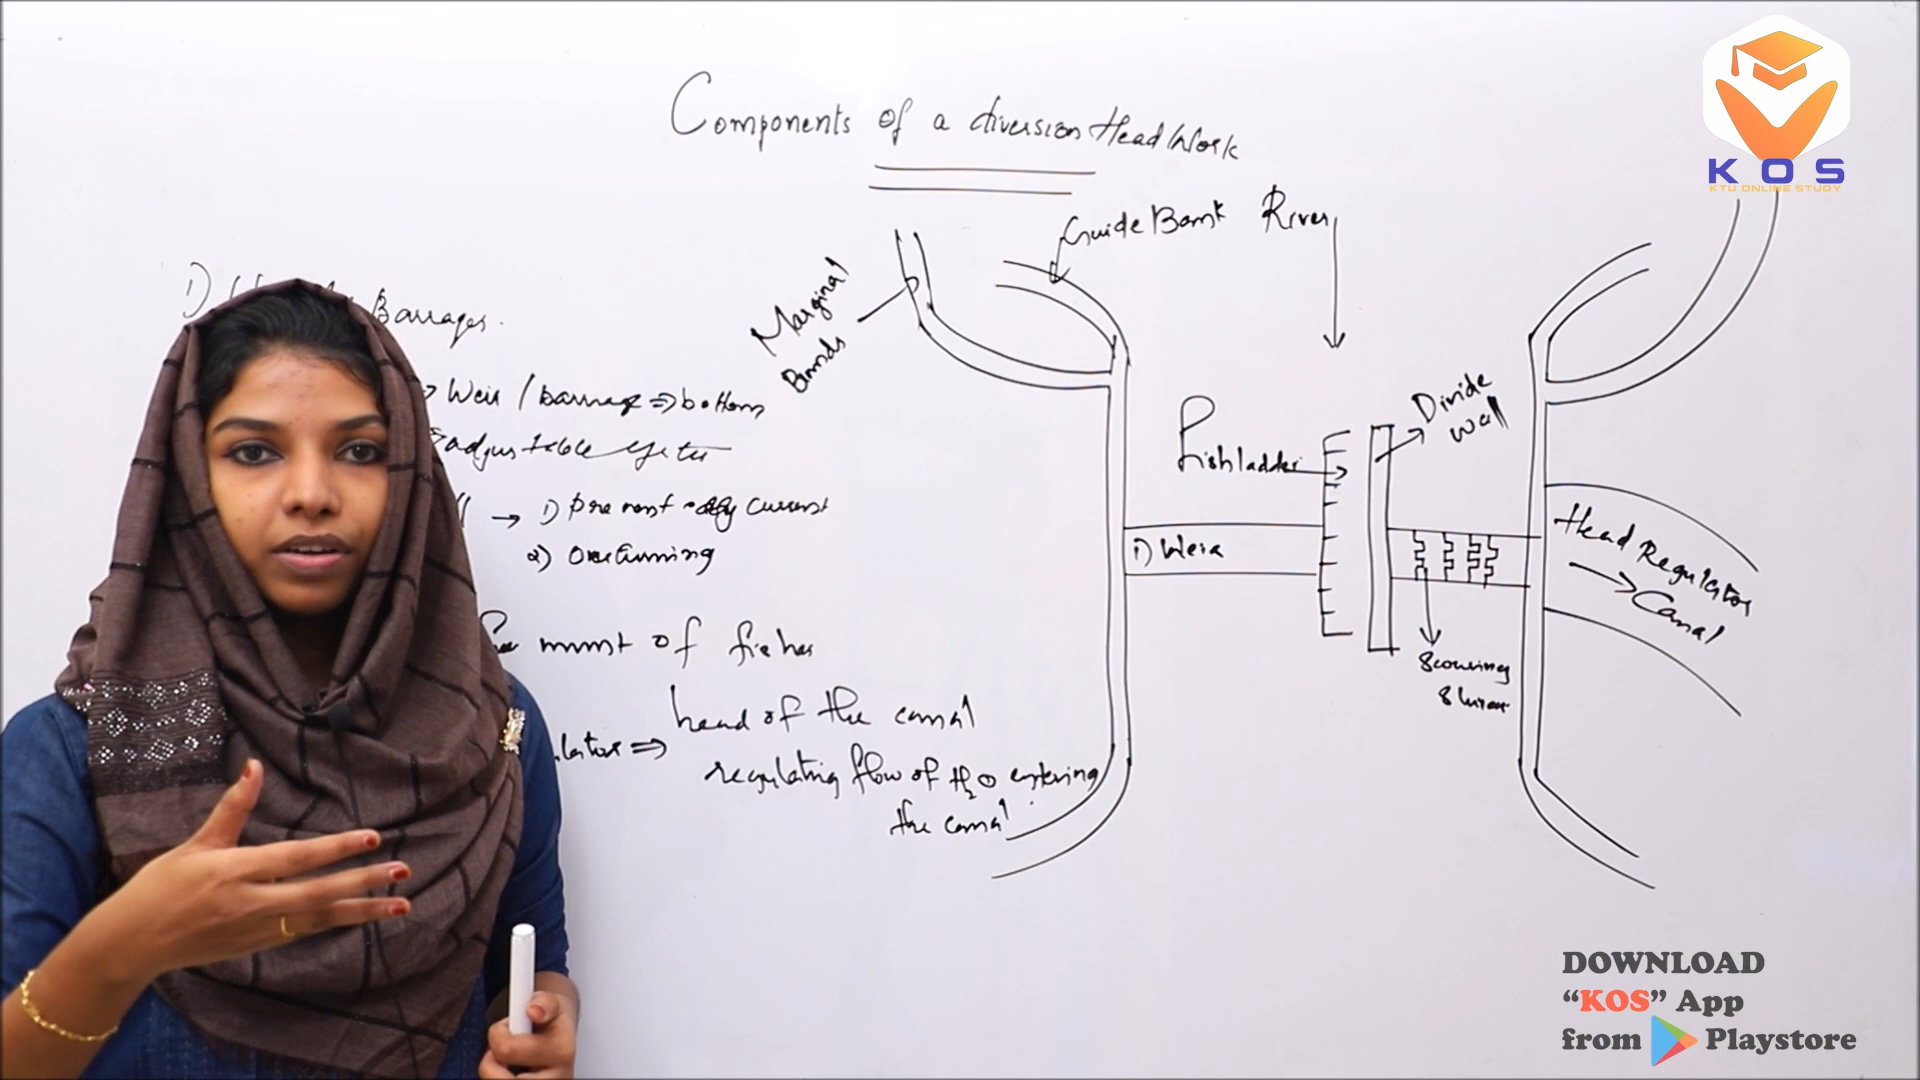 Components of a diversion Head Work
1)
Barrages.
Weir / barrage ⇒ bottom
adjustable gates
→ 1) prevent eddy current
2) Overturning
movement of fishes
⇒ head of the canal
regulating flow of H2O entering
the canal
Marginal
Bunds
Guide Bank
River
Fishladder
Divide
Wall
1) Weir
Scouring
Sluices
Head Regulator
Canal
KOS
KTU ONLINE STUDY
DOWNLOAD
“KOS” App
from Playstore